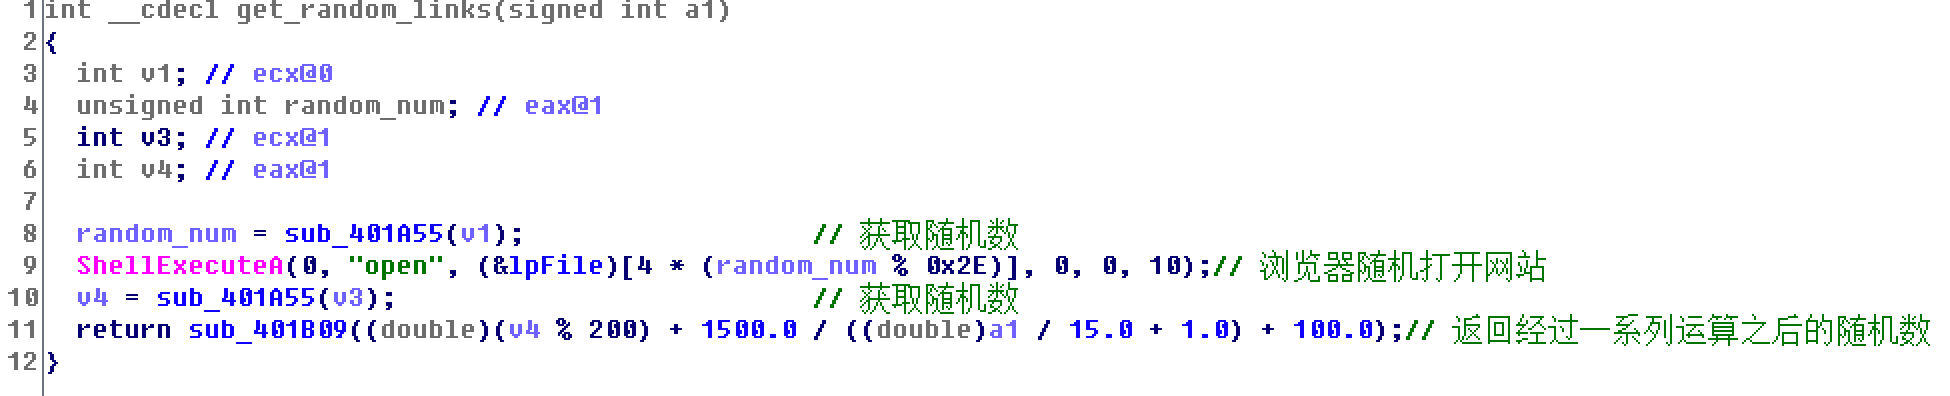 1 int __cdecl get_random_links(signed int a1)
2 {
3   int v1; // ecx@0
4   unsigned int random_num; // eax@1
5   int v3; // ecx@1
6   int v4; // eax@1
7
8   random_num = sub_401A55(v1);                  // 获取随机数
9   ShellExecuteA(0, "open", (&lpFile)[4 * (random_num % 0x2E)], 0, 0, 10);// 浏览器随机打开网站
10   v4 = sub_401A55(v3);                          // 获取随机数
11   return sub_401B09((double)(v4 % 200) + 1500.0 / ((double)a1 / 15.0 + 1.0) + 100.0);// 返回经过一系列运算之后的随机数
12 }